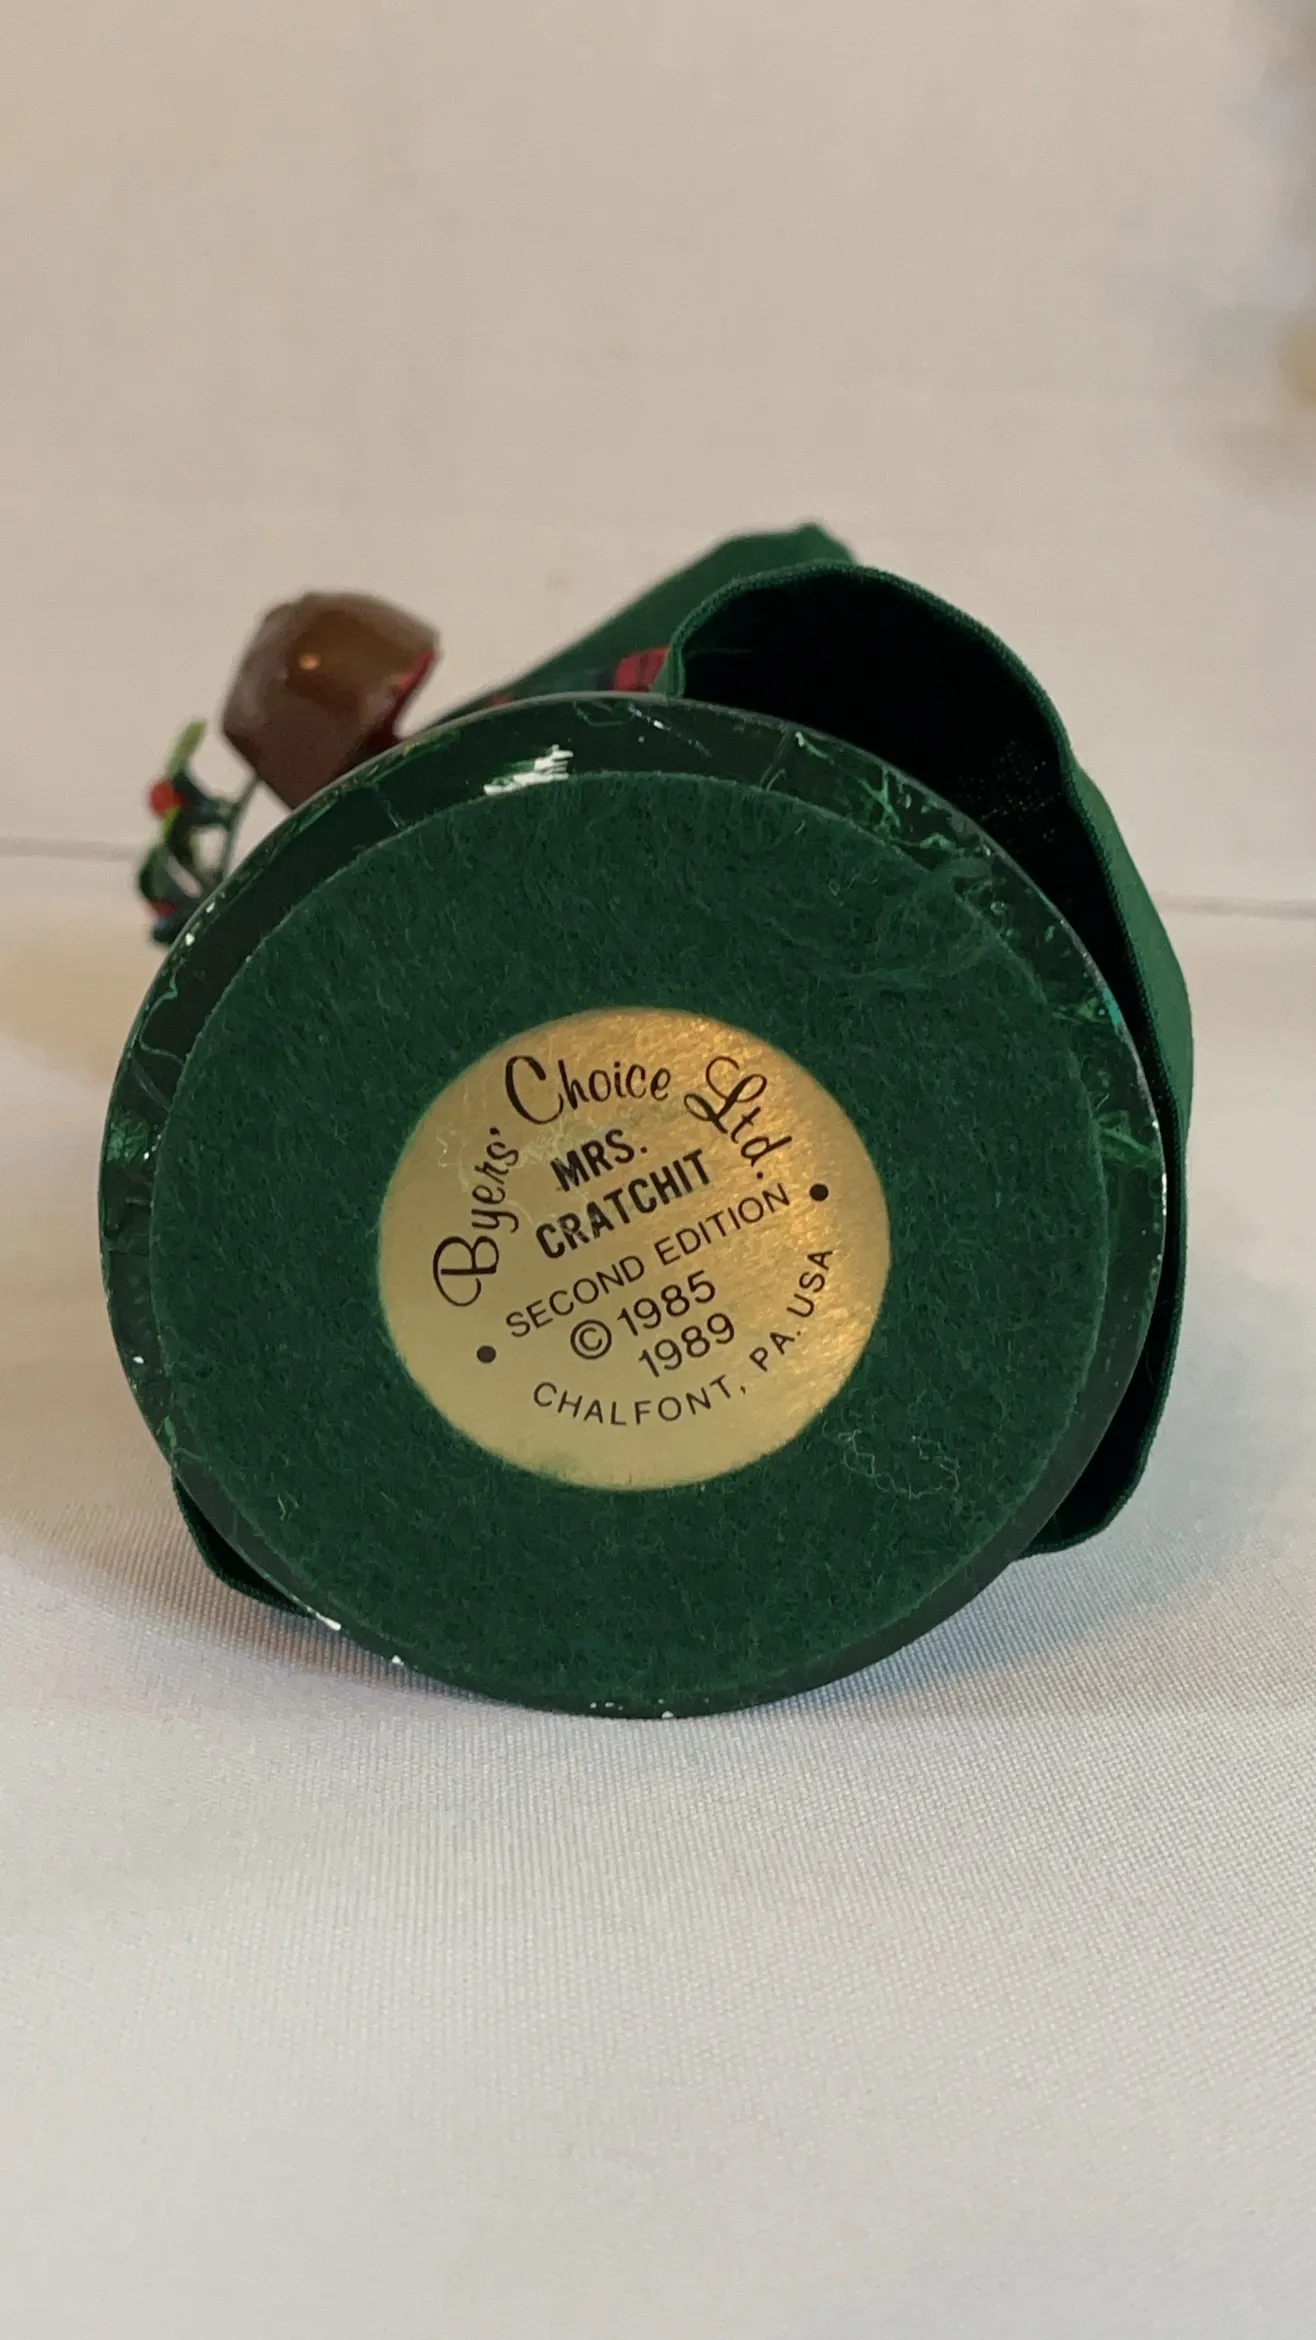 Byers' Choice Ltd.
MRS.
CRATCHIT
• SECOND EDITION •
© 1985
1989
CHALFONT, PA. USA